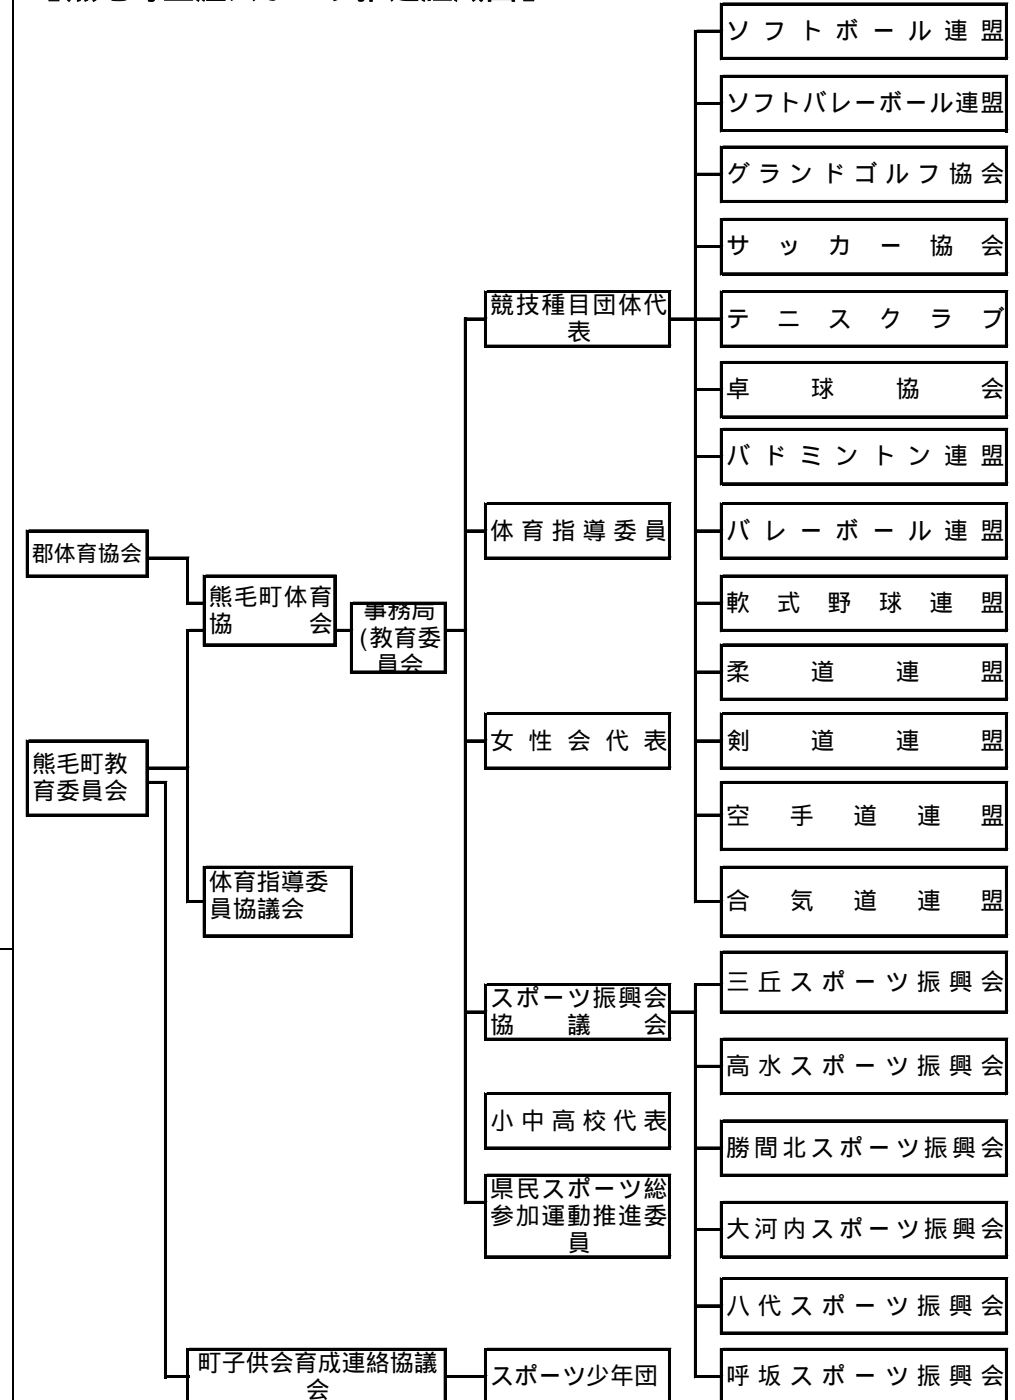 ソフトボール連盟
ソフトバレーボール連盟
グランドゴルフ協会
サッカー協会
競技種目団体代
表
テニスクラブ
卓球協会
バドミントン連盟
体育指導委員
バレーボール連盟
郡体育協会
熊毛町体育
協会
事務局
(教育委
員会
軟式野球連盟
柔道連盟
女性会代表
剣道連盟
熊毛町教
育委員会
空手道連盟
体育指導委
員協議会
合気道連盟
スポーツ振興会
協議会
三丘スポーツ振興会
高水スポーツ振興会
小中高校代表
勝間北スポーツ振興会
県民スポーツ総
参加運動推進委
員
大河内スポーツ振興会
八代スポーツ振興会
町子供会育成連絡協議
会
スポーツ少年団
呼坂スポーツ振興会